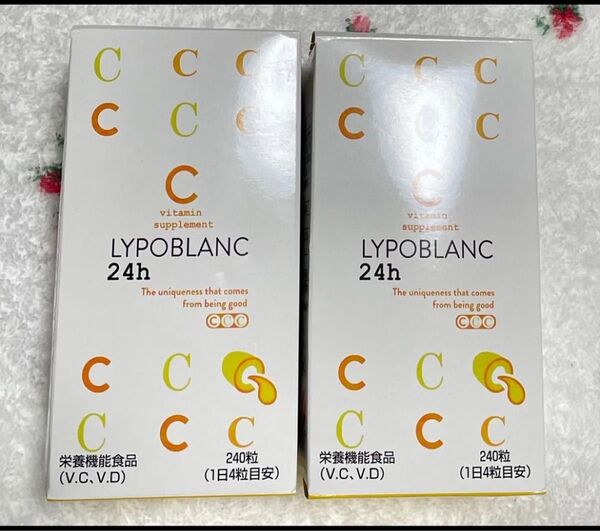 C C C
C C C
C
vitamin
supplement
LYPOBLANC
24h
The uniqueness that comes
from being good
CCC
C C
C C C
栄養機能食品
(V.C、V.D)
240粒
(1日4粒目安)
C C C
C C C
C
vitamin
supplement
LYPOBLANC
24h
The uniqueness that comes
from being good
CCC
C C
C C C
栄養機能食品
(V.C、V.D)
240粒
(1日4粒目安)